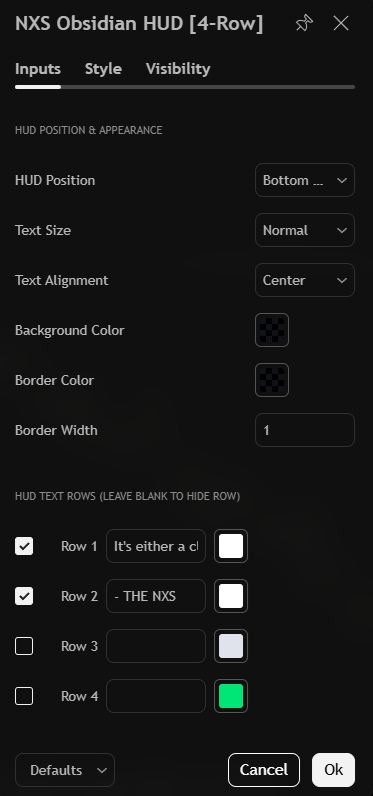 NXS Obsidian HUD [4-Row]
Inputs Style Visibility
HUD POSITION & APPEARANCE
HUD Position Bottom ...
Text Size Normal
Text Alignment Center
Background Color
Border Color
Border Width 1
HUD TEXT ROWS (LEAVE BLANK TO HIDE ROW)
Row 1 It's either a cl
Row 2 - THE NXS
Row 3
Row 4
Defaults Cancel Ok